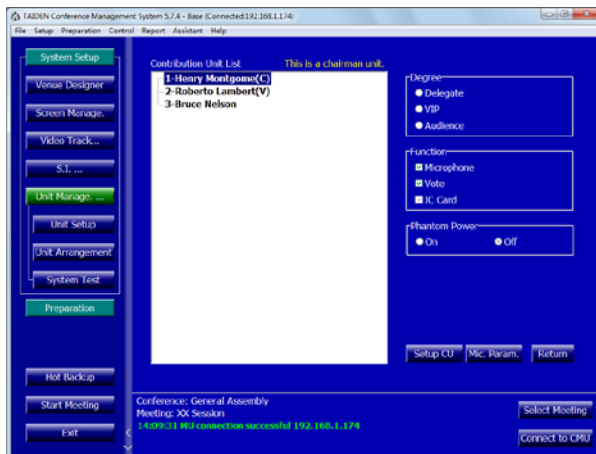 TAIDEN Conference Management System 5.7.4 - Base (Connected:192.168.1.174)
File Setup Preparation Control Report Assistant Help
System Setup
Venue Designer
Screen Manage.
Video Track...
S.I. ...
Unit Manage. ...
Unit Setup
Unit Arrangement
System Test
Preparation
Hot Backup
Start Meeting
Exit
Contribution Unit List
This is a chairman unit.
1-Henry Montgome(C)
2-Roberto Lambert(V)
3-Bruce Nelson
Degree
Delegate
VIP
Audience
Function
Microphone
Vote
IC Card
Phantom Power
On Off
Setup CU Mic. Param. Return
Conference: General Assembly
Meeting: XX Session
14:09:31 MU connection successful 192.168.1.174
Select Meeting
Connect to CMU